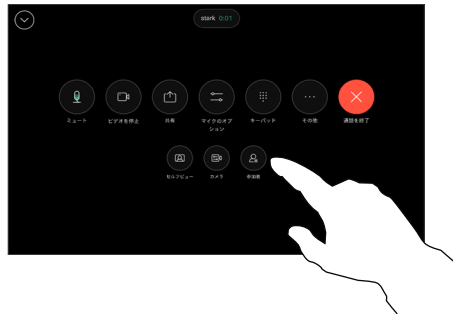 stark 0:01
ミュート ビデオを停止 共有 マイクのオプ
ション キーパッド その他 通話を終了
セルフビュー カメラ 参加者